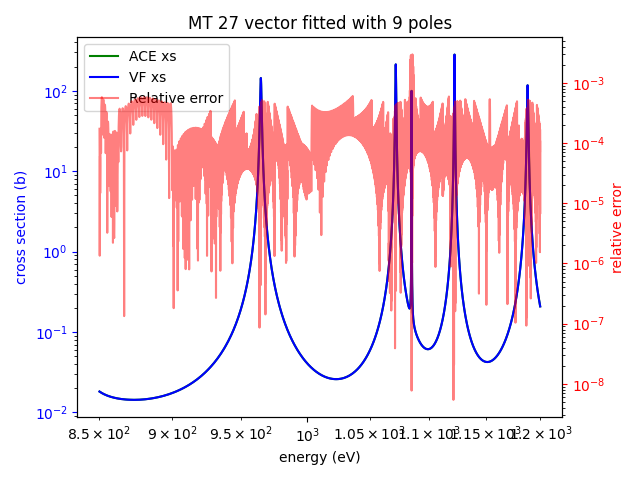 MT 27 vector fitted with 9 poles
ACE xs
VF xs
Relative error
cross section (b)
10²
10¹
10⁰
10⁻¹
10⁻²
relative error
10⁻³
10⁻⁴
10⁻⁵
10⁻⁶
10⁻⁷
10⁻⁸
8.5 × 10² 9 × 10² 9.5 × 10² 10³ 1.05 × 10³ 1.1 × 10³ 1.15 × 10³ 1.2 × 10³
energy (eV)